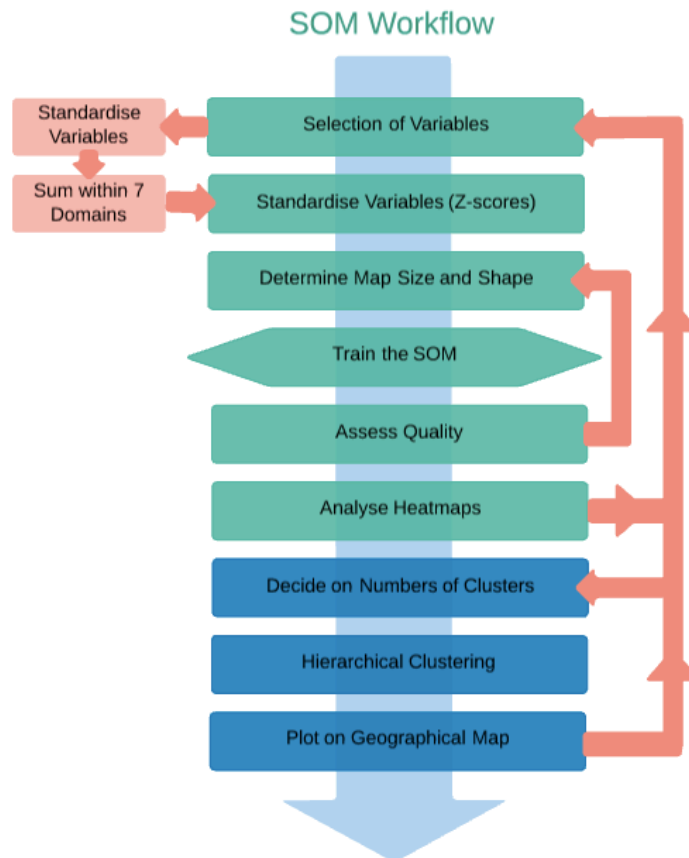 SOM Workflow
Standardise
Variables
Selection of Variables
Sum within 7
Domains
Standardise Variables (Z-scores)
Determine Map Size and Shape
Train the SOM
Assess Quality
Analyse Heatmaps
Decide on Numbers of Clusters
Hierarchical Clustering
Plot on Geographical Map